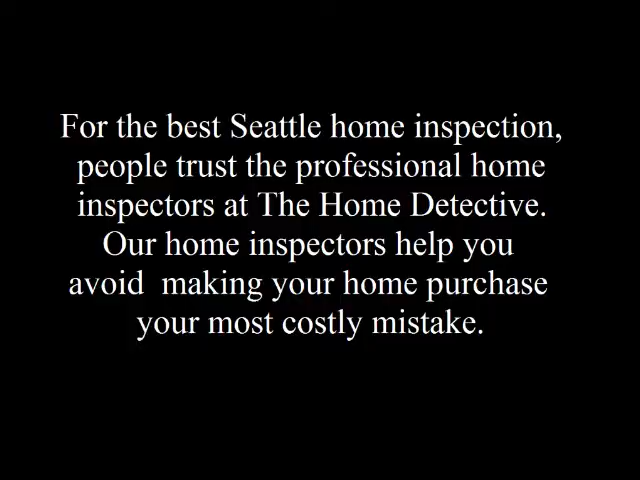 For the best Seattle home inspection,
people trust the professional home
inspectors at The Home Detective.
Our home inspectors help you
avoid  making your home purchase
your most costly mistake.